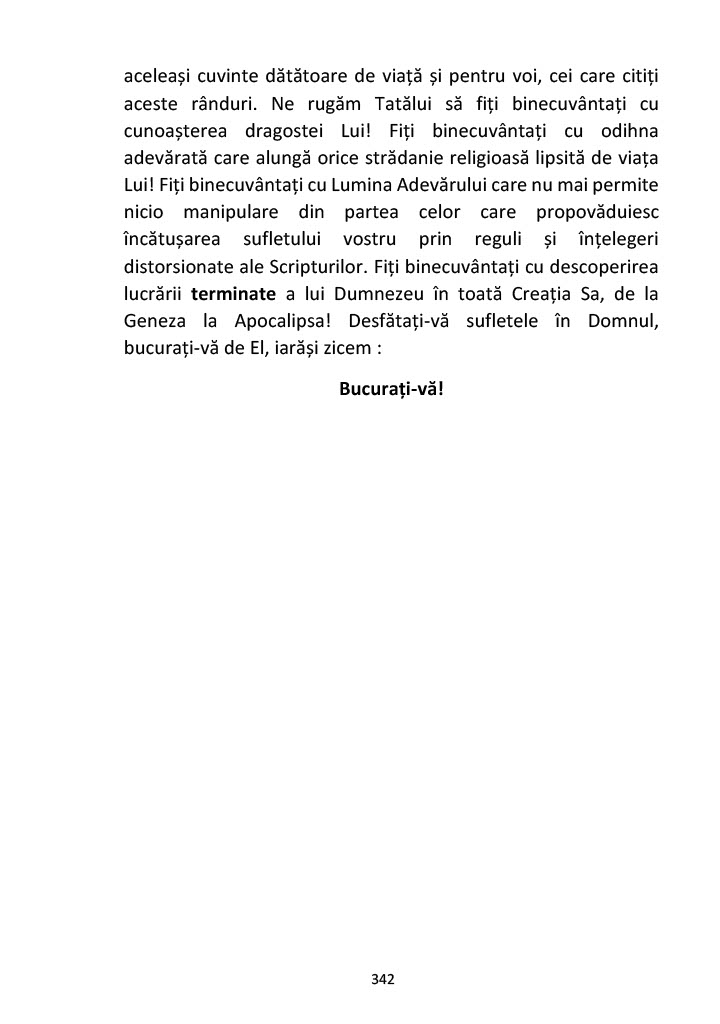 aceleași cuvinte dătătoare de viață și pentru voi, cei care citiți
aceste rânduri. Ne rugăm Tatălui să fiți binecuvântați cu
cunoașterea dragostei Lui! Fiți binecuvântați cu odihna
adevărată care alungă orice strădanie religioasă lipsită de viața
Lui! Fiți binecuvântați cu Lumina Adevărului care nu mai permite
nicio manipulare din partea celor care propovăduiesc
încătușarea sufletului vostru prin reguli și înțelegeri
distorsionate ale Scripturilor. Fiți binecuvântați cu descoperirea
lucrării terminate a lui Dumnezeu în toată Creația Sa, de la
Geneza la Apocalipsa! Desfătați-vă sufletele în Domnul,
bucurați-vă de El, iarăși zicem :
Bucurați-vă!
342